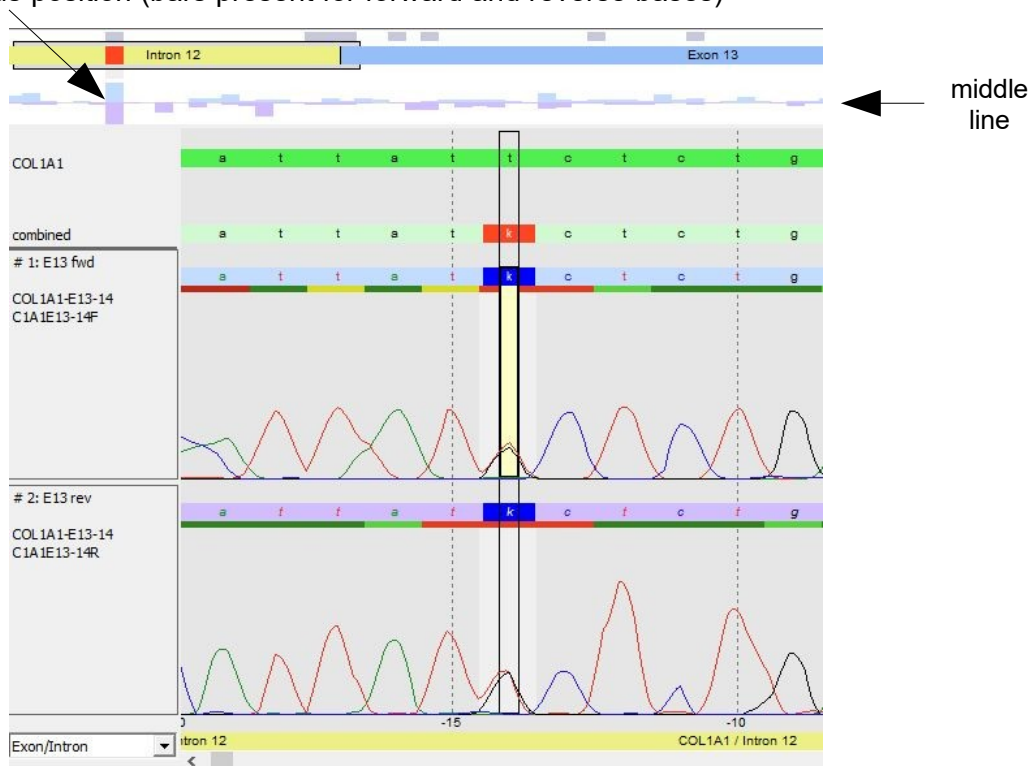 position (bars present for forward and reverse bases)
Intron 12
Exon 13
middle
line
COL1A1
a t t a t t c t c t g
combined
a t t a t k c t c t g
# 1: E13 fwd
a t t a t k c t c t g
COL1A1-E13-14
C1A1E13-14F
# 2: E13 rev
a t t a t k c t c t g
COL1A1-E13-14
C1A1E13-14R
-15
-10
Exon/Intron
tron 12
COL1A1 / Intron 12